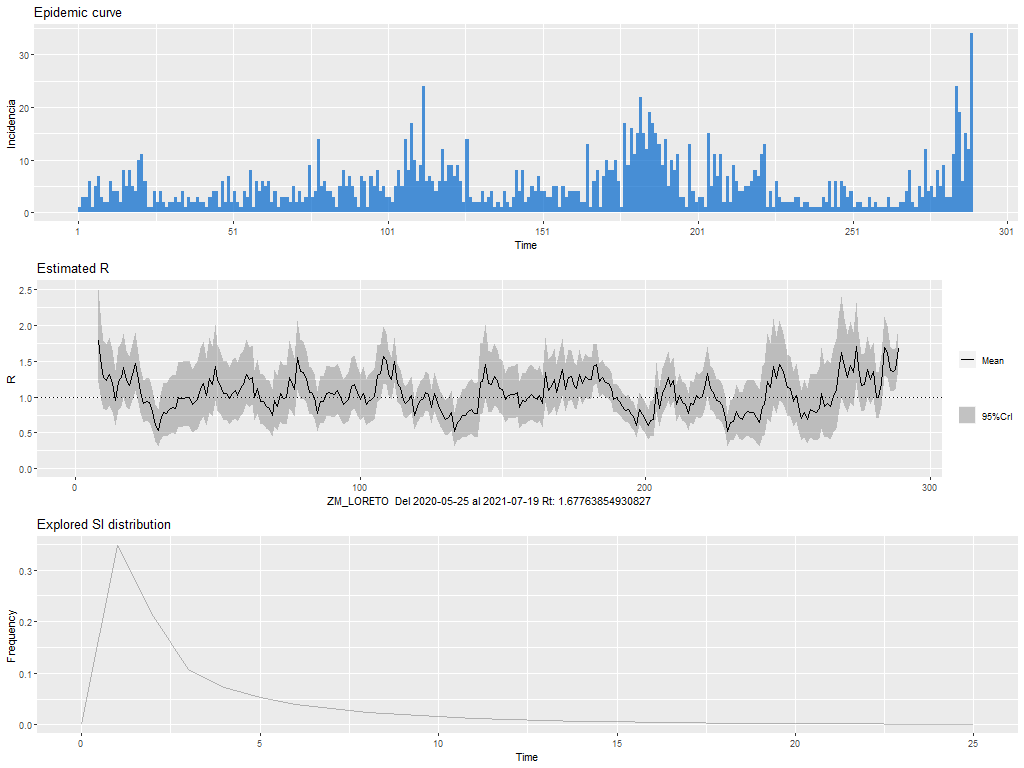 Epidemic curve
Incidencia
30
20
10
0
1 51 101 151 201 251 301
Time
Estimated R
R
2.5
2.0
1.5
1.0
0.5
0.0
Mean
95%CrI
0 100 200 300
ZM_LORETO Del 2020-05-25 al 2021-07-19 Rt: 1.67763854930827
Explored SI distribution
Frequency
0.3
0.2
0.1
0.0
0 5 10 15 20 25
Time